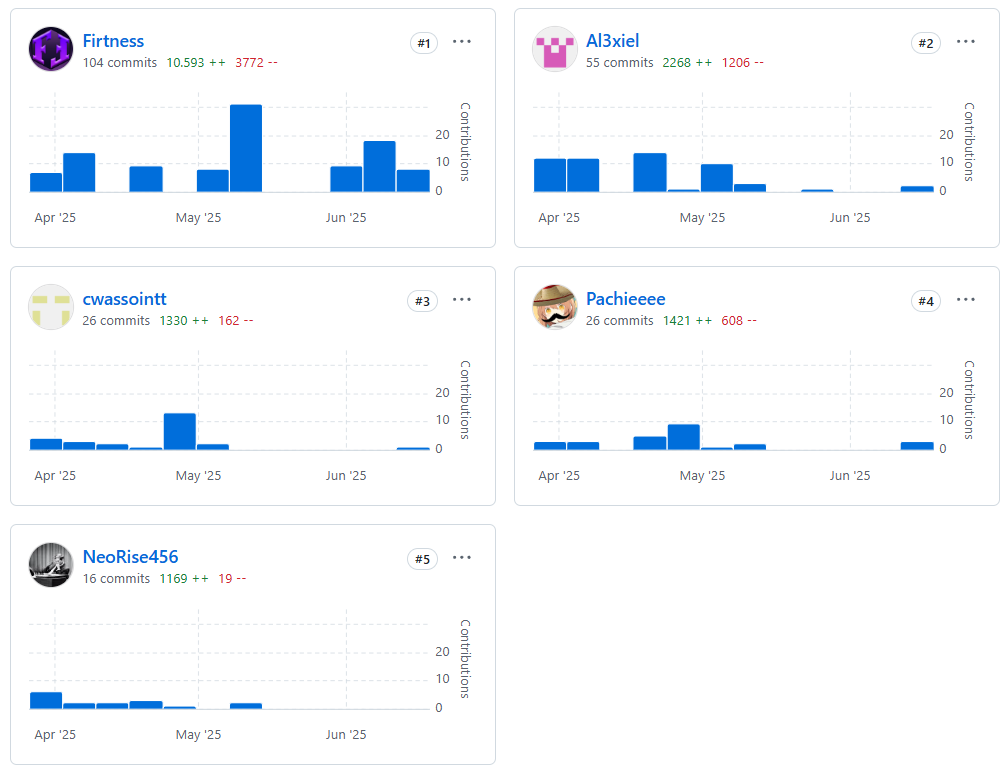 Firtness
#1
104 commits 10.593 ++ 3772 --
Contributions
20
10
0
Apr '25 May '25 Jun '25
Al3xiel
#2
55 commits 2268 ++ 1206 --
Contributions
20
10
0
Apr '25 May '25 Jun '25
cwassointt
#3
26 commits 1330 ++ 162 --
Contributions
20
10
0
Apr '25 May '25 Jun '25
Pachieeee
#4
26 commits 1421 ++ 608 --
Contributions
20
10
0
Apr '25 May '25 Jun '25
NeoRise456
#5
16 commits 1169 ++ 19 --
Contributions
20
10
0
Apr '25 May '25 Jun '25